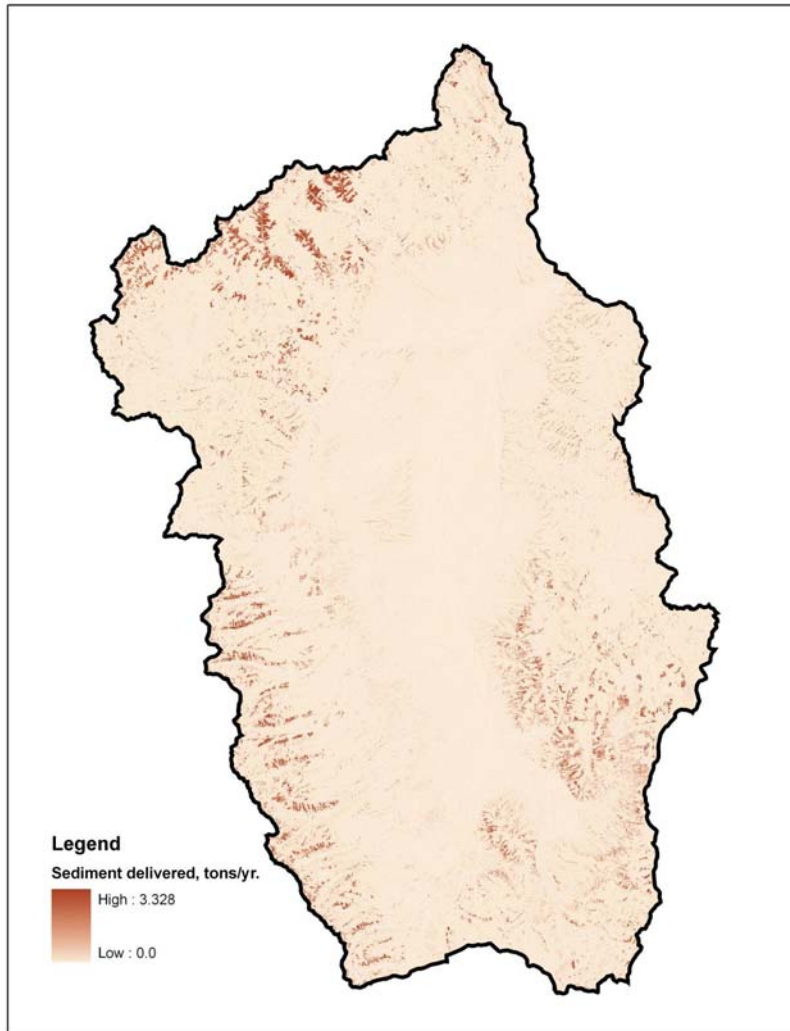 Legend
Sediment delivered, tons/yr.
High : 3.328
Low : 0.0